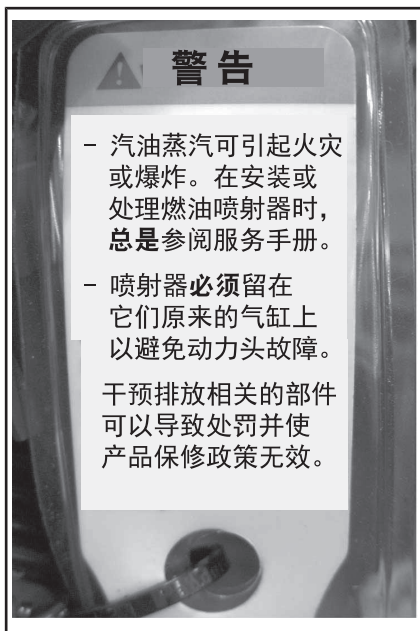 警告
- 汽油蒸汽可引起火灾
或爆炸。在安装或
处理燃油喷射器时，
总是参阅服务手册。
- 喷射器必须留在
它们原来的气缸上
以避免动力头故障。
干预排放相关的部件
可以导致处罚并使
产品保修政策无效。